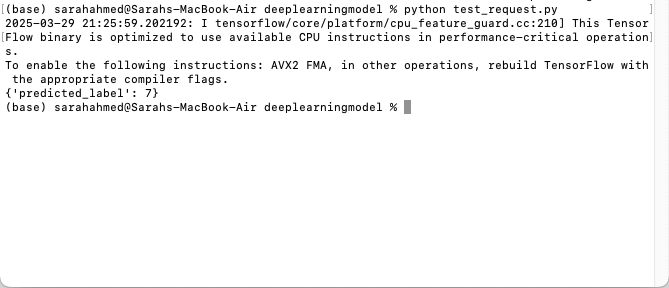 [(base) sarahahmed@Sarahs-MacBook-Air deeplearningmodel % python test_request.py ]
2025-03-29 21:25:59.202192: I tensorflow/core/platform/cpu_feature_guard.cc:210] This Tensor
[Flow binary is optimized to use available CPU instructions in performance-critical operation]
s.
To enable the following instructions: AVX2 FMA, in other operations, rebuild TensorFlow with
 the appropriate compiler flags.
{'predicted_label': 7}
(base) sarahahmed@Sarahs-MacBook-Air deeplearningmodel %